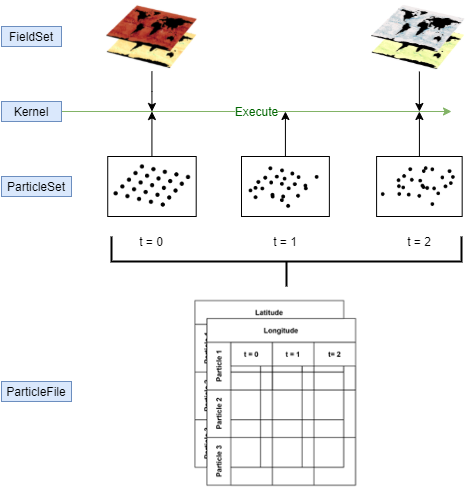 FieldSet
Kernel
Execute
ParticleSet
t = 0
t = 1
t = 2
Latitude
Longitude
t = 0
t = 1
t= 2
Particle 1
Particle 2
Particle 3
ParticleFile